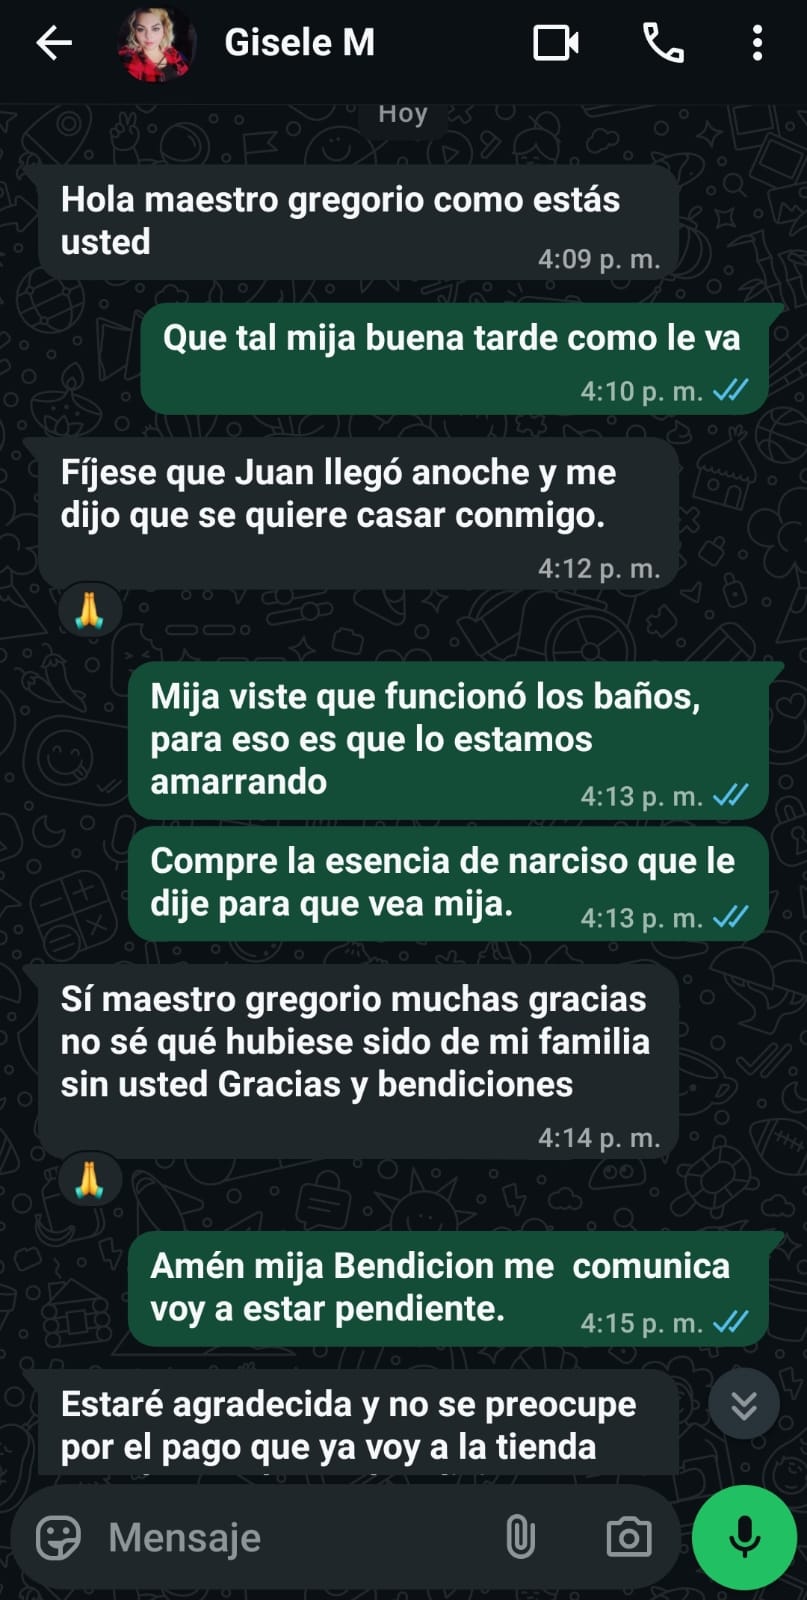 Gisele M
Hoy
Hola maestro gregorio como estás
usted
4:09 p. m.
Que tal mija buena tarde como le va
4:10 p. m.
Fíjese que Juan llegó anoche y me
dijo que se quiere casar conmigo.
4:12 p. m.
Mija viste que funcionó los baños,
para eso es que lo estamos
amarrando
4:13 p. m.
Compre la esencia de narciso que le
dije para que vea mija.
4:13 p. m.
Sí maestro gregorio muchas gracias
no sé qué hubiese sido de mi familia
sin usted Gracias y bendiciones
4:14 p. m.
Amén mija Bendicion me  comunica
voy a estar pendiente.
4:15 p. m.
Estaré agradecida y no se preocupe
por el pago que ya voy a la tienda
Mensaje